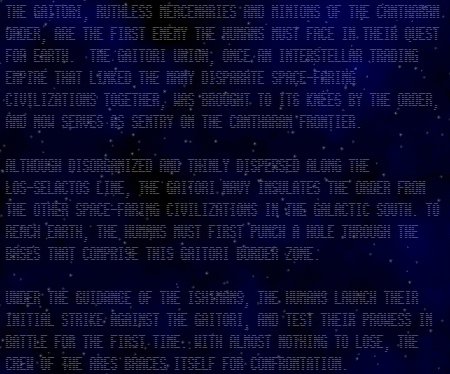 THE GAITORI, RUTHLESS MERCENARIES AND MINIONS OF THE CANTHARAN
ORDER, ARE THE FIRST ENEMY THE HUMANS MUST FACE IN THEIR QUEST
FOR EARTH. THE GAITORI UNION, ONCE AN INTERSTELLAR TRADING
EMPIRE THAT LINKED THE MANY DISPARATE SPACE-FARING
CIVILIZATIONS TOGETHER, WAS BROUGHT TO ITS KNEES BY THE ORDER,
AND NOW SERVES AS SENTRY ON THE CANTHARAN FRONTIER.
ALTHOUGH DISORGANIZED AND THINLY DISPERSED ALONG THE
LOS-SELACTOS LINE, THE GAITORI NAVY INSULATES THE ORDER FROM
THE OTHER SPACE-FARING CIVILIZATIONS IN THE GALACTIC SOUTH. TO
REACH EARTH, THE HUMANS MUST FIRST PUNCH A HOLE THROUGH THE
BASES THAT COMPRISE THIS GAITORI BUFFER ZONE.
UNDER THE GUIDANCE OF THE ISHIMANS, THE HUMANS LAUNCH THEIR
INITIAL STRIKE AGAINST THE GAITORI, AND TEST THEIR PROWESS IN
BATTLE FOR THE FIRST TIME. WITH ALMOST NOTHING TO LOSE, THE
CREW OF THE ARES BRACES ITSELF FOR CONFRONTATION.